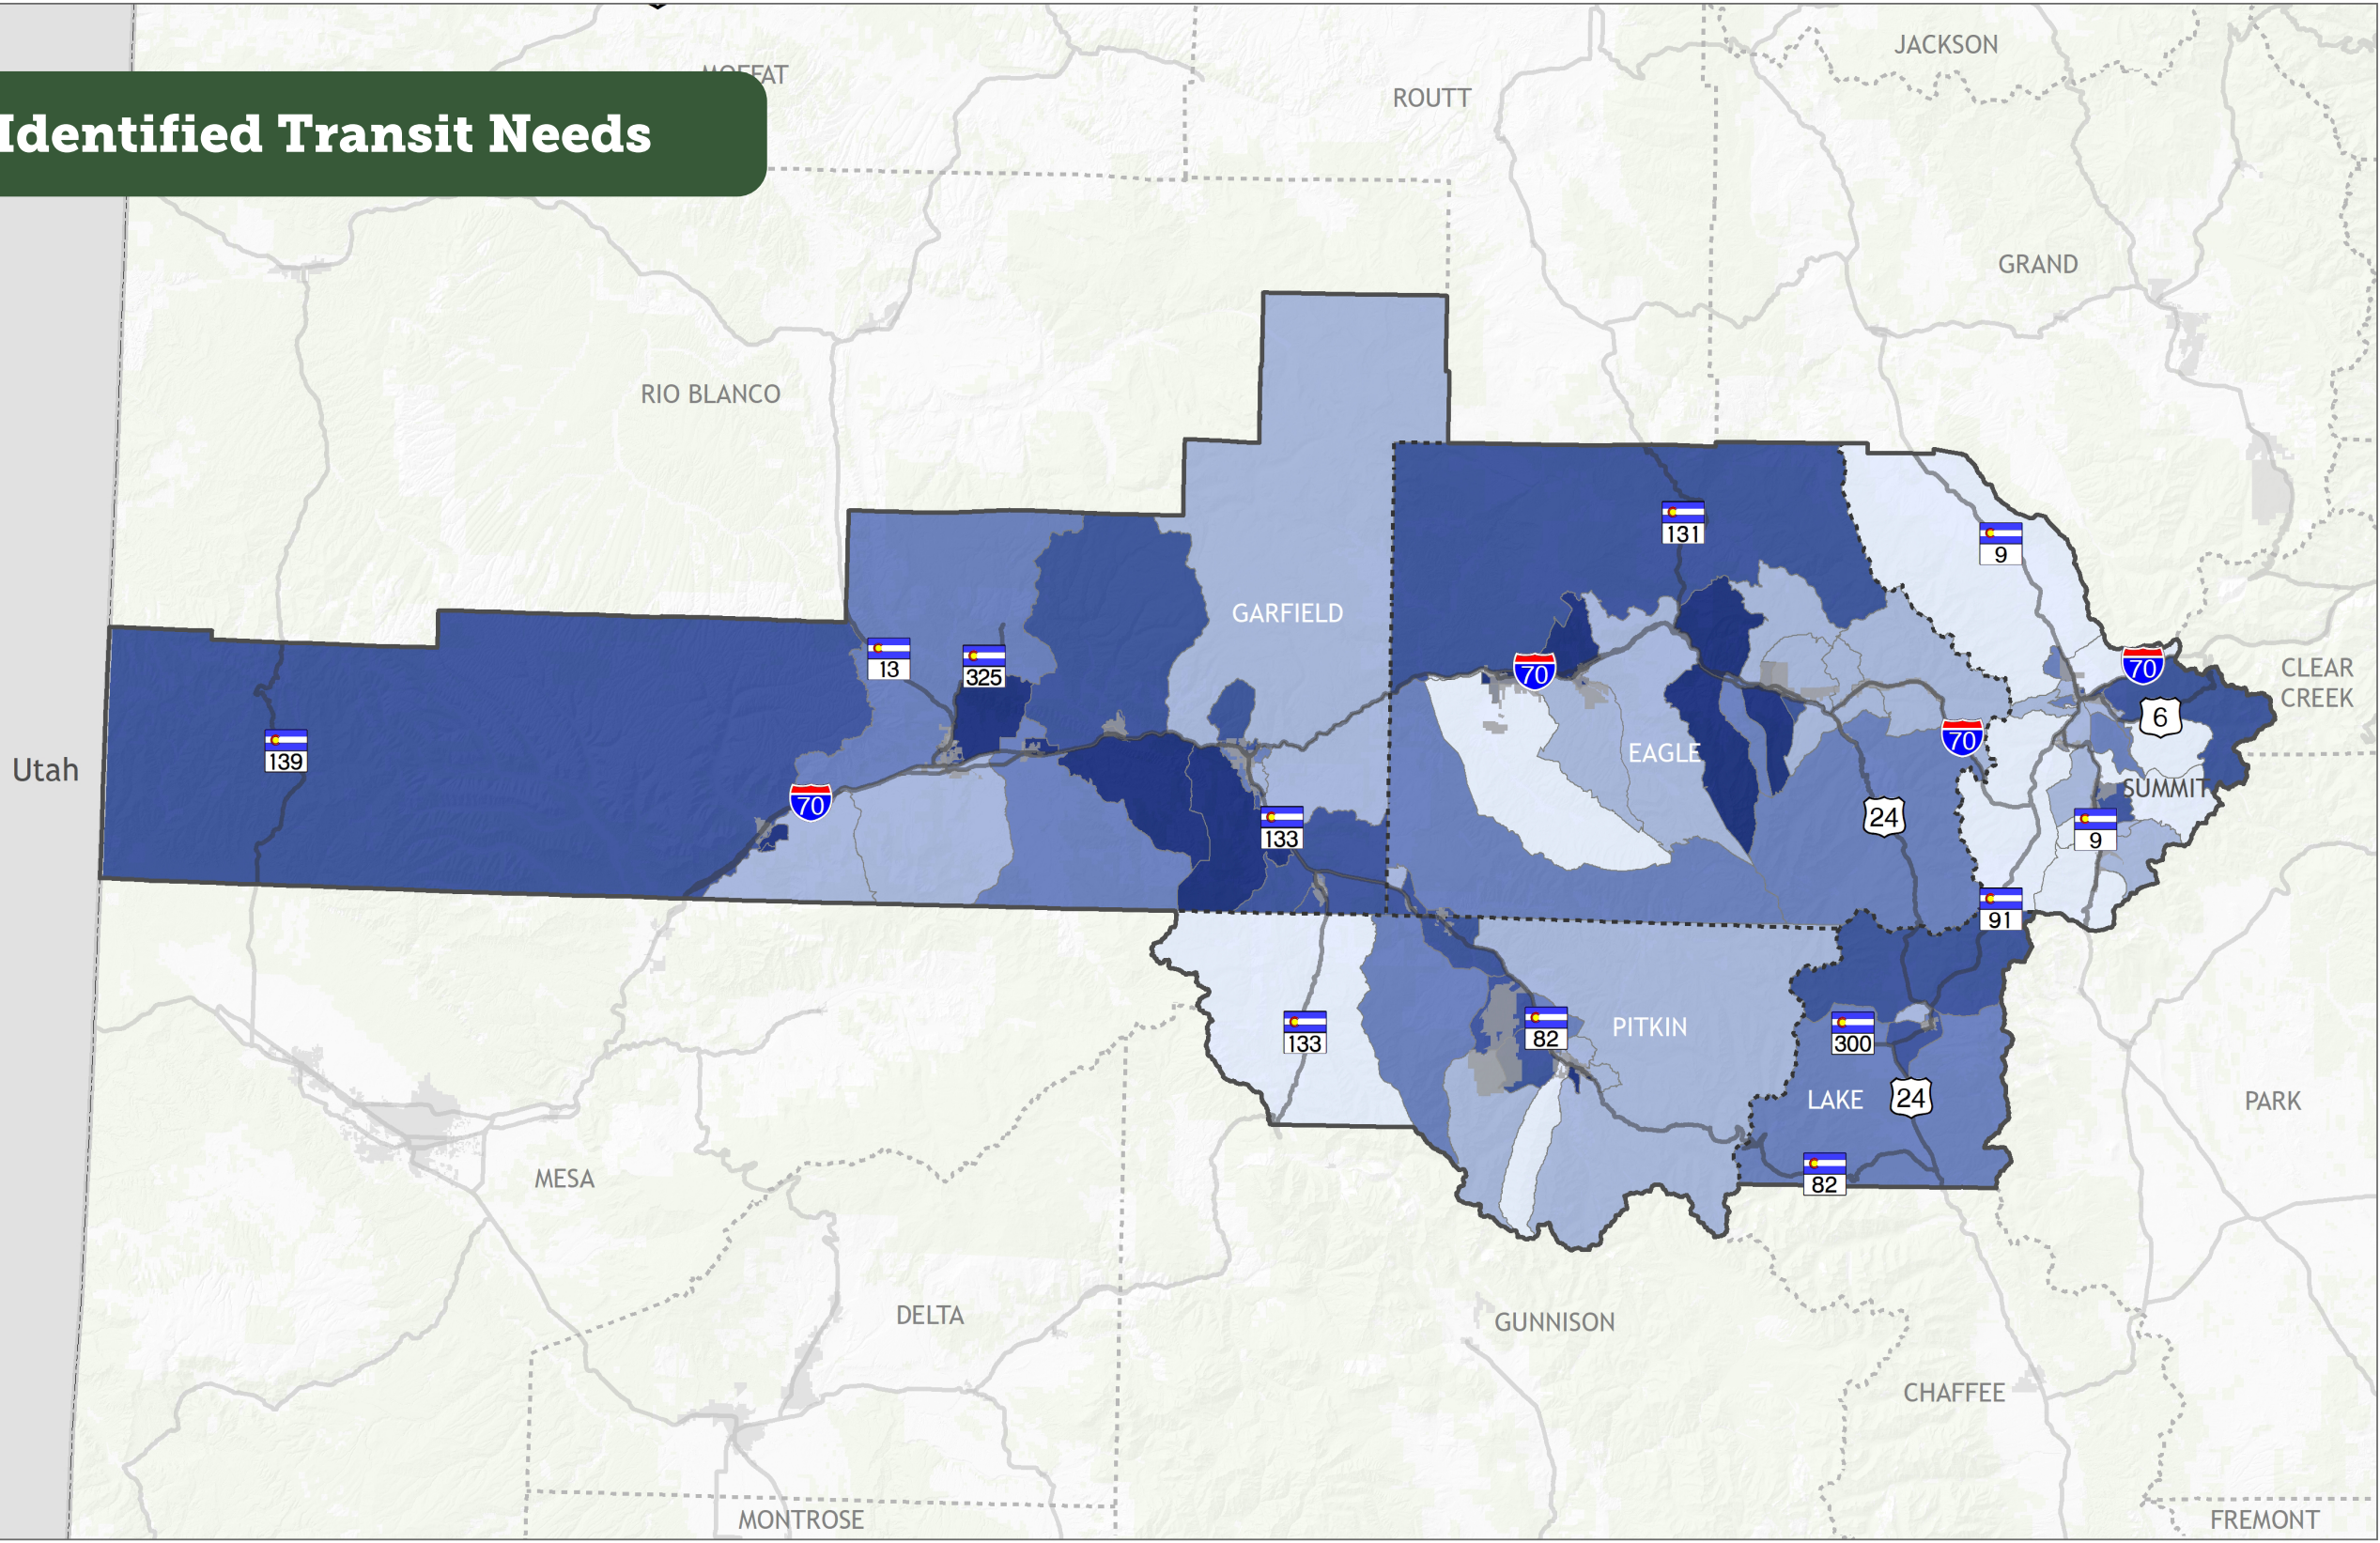 JACKSON
MOFFAT
ROUTT
Identified Transit Needs
GRAND
RIO BLANCO
131
9
GARFIELD
13
325
70
70
CLEAR
CREEK
6
139
Utah
EAGLE
70
70
SUMMIT
24
133
9
91
133
82
PITKIN
300
LAKE
24
PARK
MESA
82
DELTA
GUNNISON
CHAFFEE
MONTROSE
FREMONT